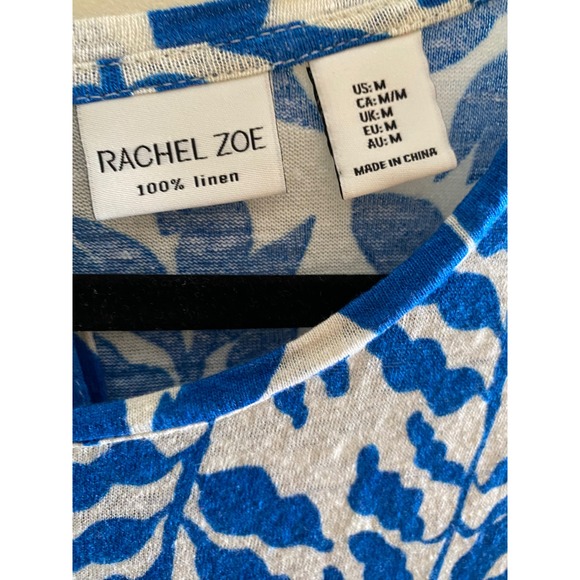 RACHEL ZOE
100% linen
US: M
CA: M/M
UK: M
EU: M
AU: M
MADE IN CHINA